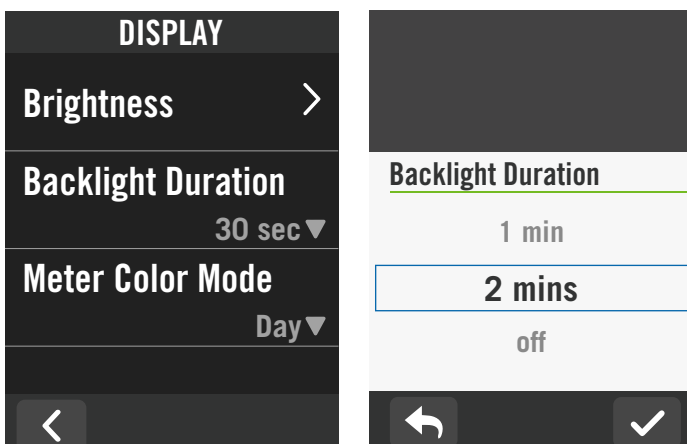 DISPLAY
Brightness
Backlight Duration
30 sec
Meter Color Mode
Day
Backlight Duration
1 min
2 mins
off